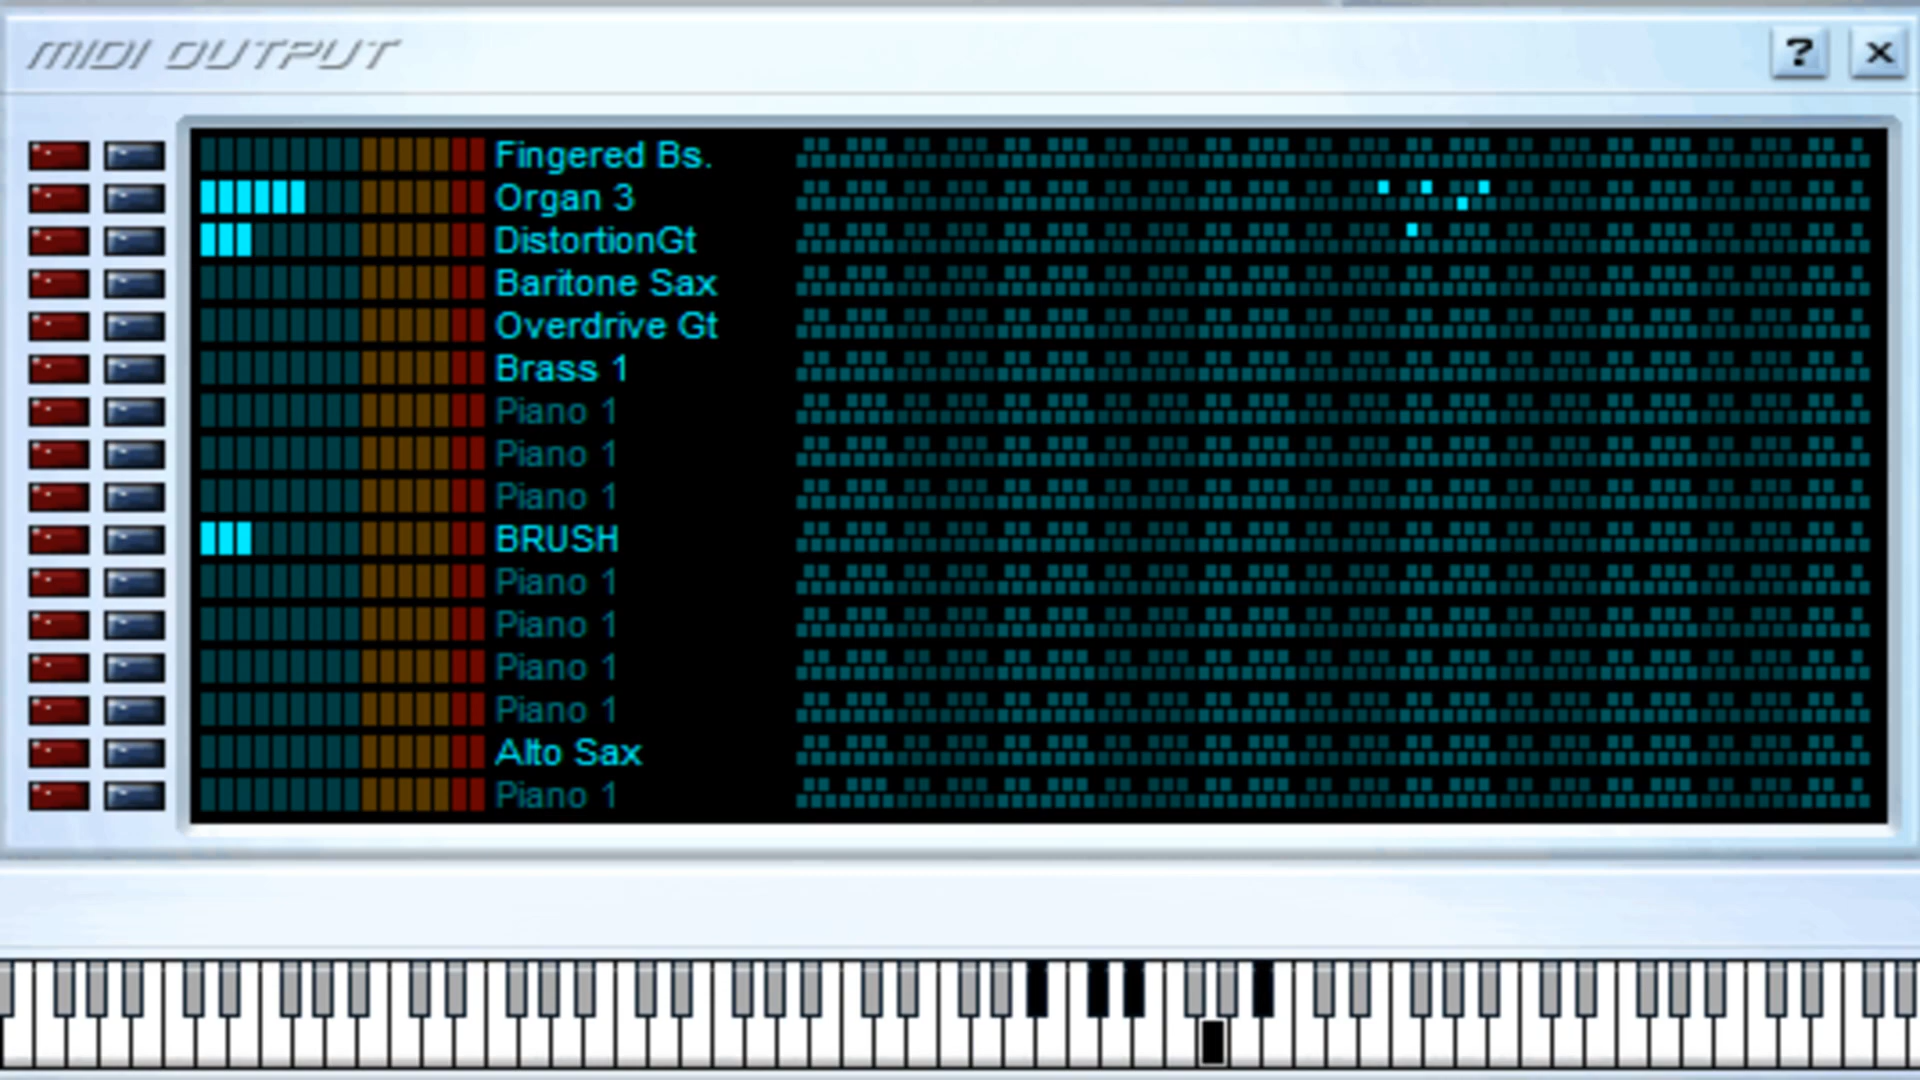 MIDI OUTPUT
?
X
Fingered Bs.
Organ 3
DistortionGt
Baritone Sax
Overdrive Gt
Brass 1
Piano 1
Piano 1
Piano 1
BRUSH
Piano 1
Piano 1
Piano 1
Piano 1
Alto Sax
Piano 1